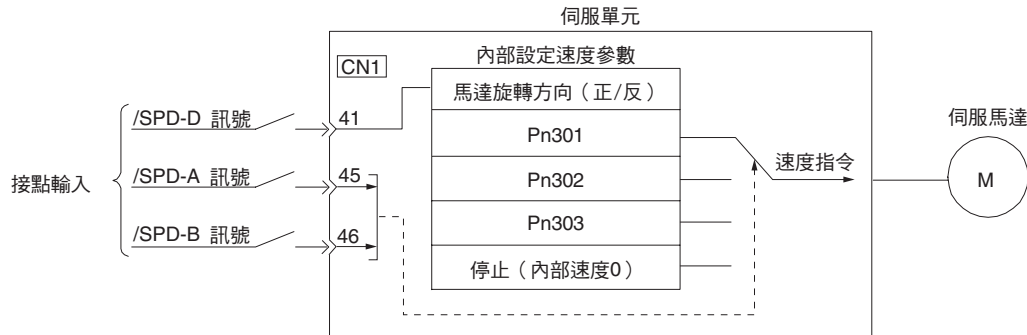 伺服單元
內部設定速度參數
CN1
馬達旋轉方向（正/反）
/SPD-D 訊號
41
Pn301
伺服馬達
接點輸入
/SPD-A 訊號
45
Pn302
速度指令
M
Pn303
/SPD-B 訊號
46
停止（內部速度0）